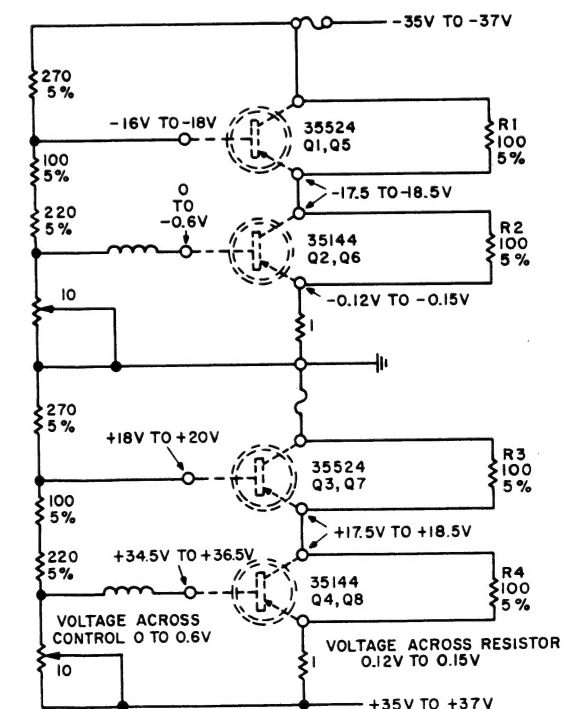 -35V TO -37V
270
5%
-16V TO-18V
35524
Q1,Q5
R1
100
5%
100
5%
-17.5 TO-18.5V
0
TO
-0.6V
220
5%
35144
Q2,Q6
R2
100
5%
10
-0.12V TO -0.15V
1
270
5%
+18V TO +20V
35524
Q3,Q7
R3
100
5%
100
5%
+17.5V TO +18.5V
+34.5V TO +36.5V
220
5%
35144
Q4,Q8
R4
100
5%
VOLTAGE ACROSS
CONTROL 0 TO 0.6V
VOLTAGE ACROSS RESISTOR
0.12V TO 0.15V
10
1
+35V TO +37V